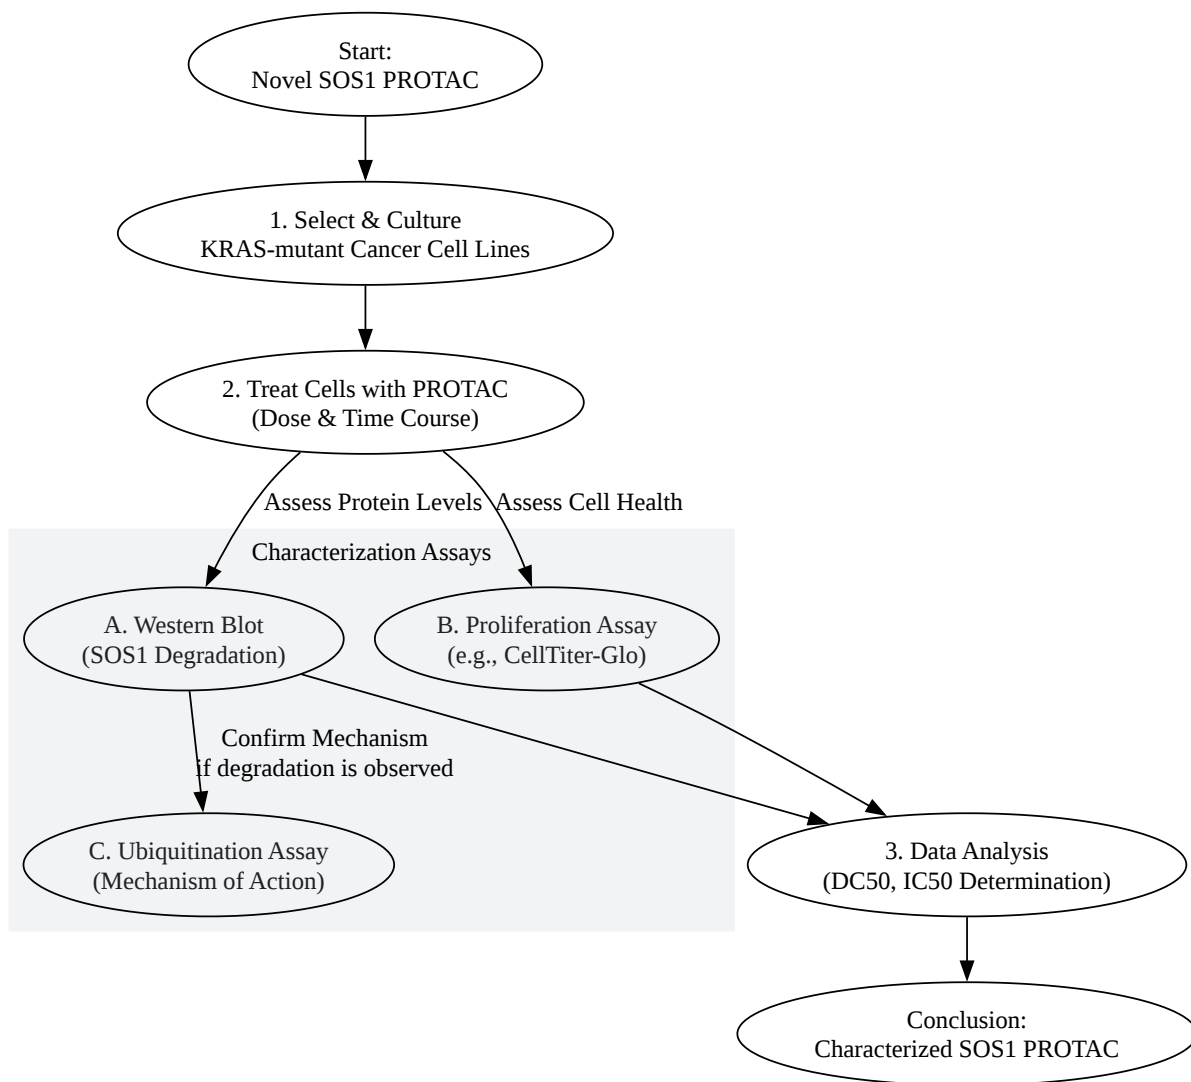 Start:
Novel SOS1 PROTAC
1. Select & Culture
KRAS-mutant Cancer Cell Lines
2. Treat Cells with PROTAC
(Dose & Time Course)
Assess Protein Levels
Assess Cell Health
Characterization Assays
A. Western Blot
(SOS1 Degradation)
B. Proliferation Assay
(e.g., CellTiter-Glo)
Confirm Mechanism
if degradation is observed
C. Ubiquitination Assay
(Mechanism of Action)
3. Data Analysis
(DC50, IC50 Determination)
Conclusion:
Characterized SOS1 PROTAC